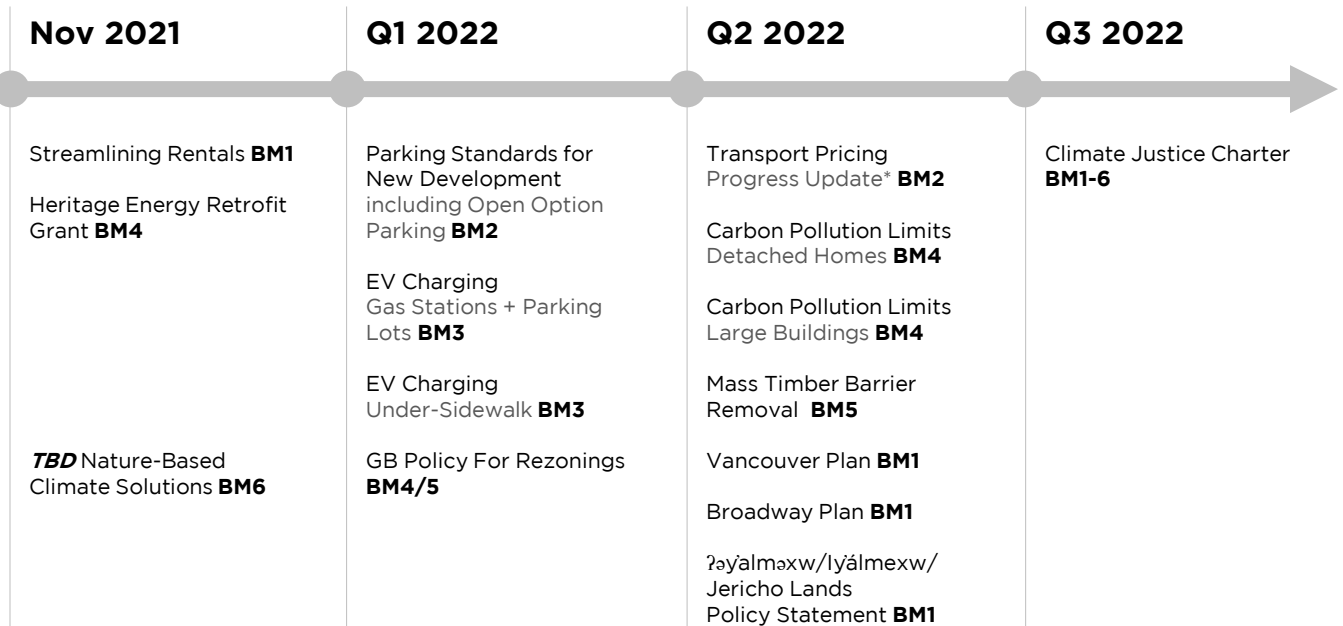 Nov 2021
Streamlining Rentals BM1
Heritage Energy Retrofit
Grant BM4
TBD Nature-Based
Climate Solutions BM6
Q1 2022
Parking Standards for
New Development
including Open Option
Parking BM2
EV Charging
Gas Stations + Parking
Lots BM3
EV Charging
Under-Sidewalk BM3
GB Policy For Rezonings
BM4/5
Q2 2022
Transport Pricing
Progress Update* BM2
Carbon Pollution Limits
Detached Homes BM4
Carbon Pollution Limits
Large Buildings BM4
Mass Timber Barrier
Removal  BM5
Vancouver Plan BM1
Broadway Plan BM1
ʔəy̓alməxw/Iy̓álmexw/
Jericho Lands
Policy Statement BM1
Q3 2022
Climate Justice Charter
BM1-6